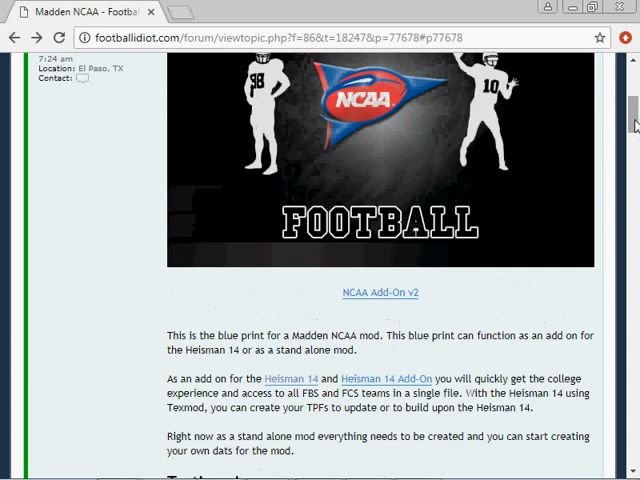 Madden NCAA - Footbal
footballidiot.com/forum/viewtopic.php?f=86&t=18247&p=77678#p77678
7:24 am
Location: El Paso, TX
Contact:
98
10
NCAA
FOOTBALL
NCAA Add-On v2
This is the blue print for a Madden NCAA mod. This blue print can function as an add on for
the Heisman 14 or as a stand alone mod.
As an add on for the Heisman 14 and Heisman 14 Add-On you will quickly get the college
experience and access to all FBS and FCS teams in a single file. With the Heisman 14 using
Texmod, you can create your TPFs to update or to build upon the Heisman 14.
Right now as a stand alone mod everything needs to be created and you can start creating
your own dats for the mod.